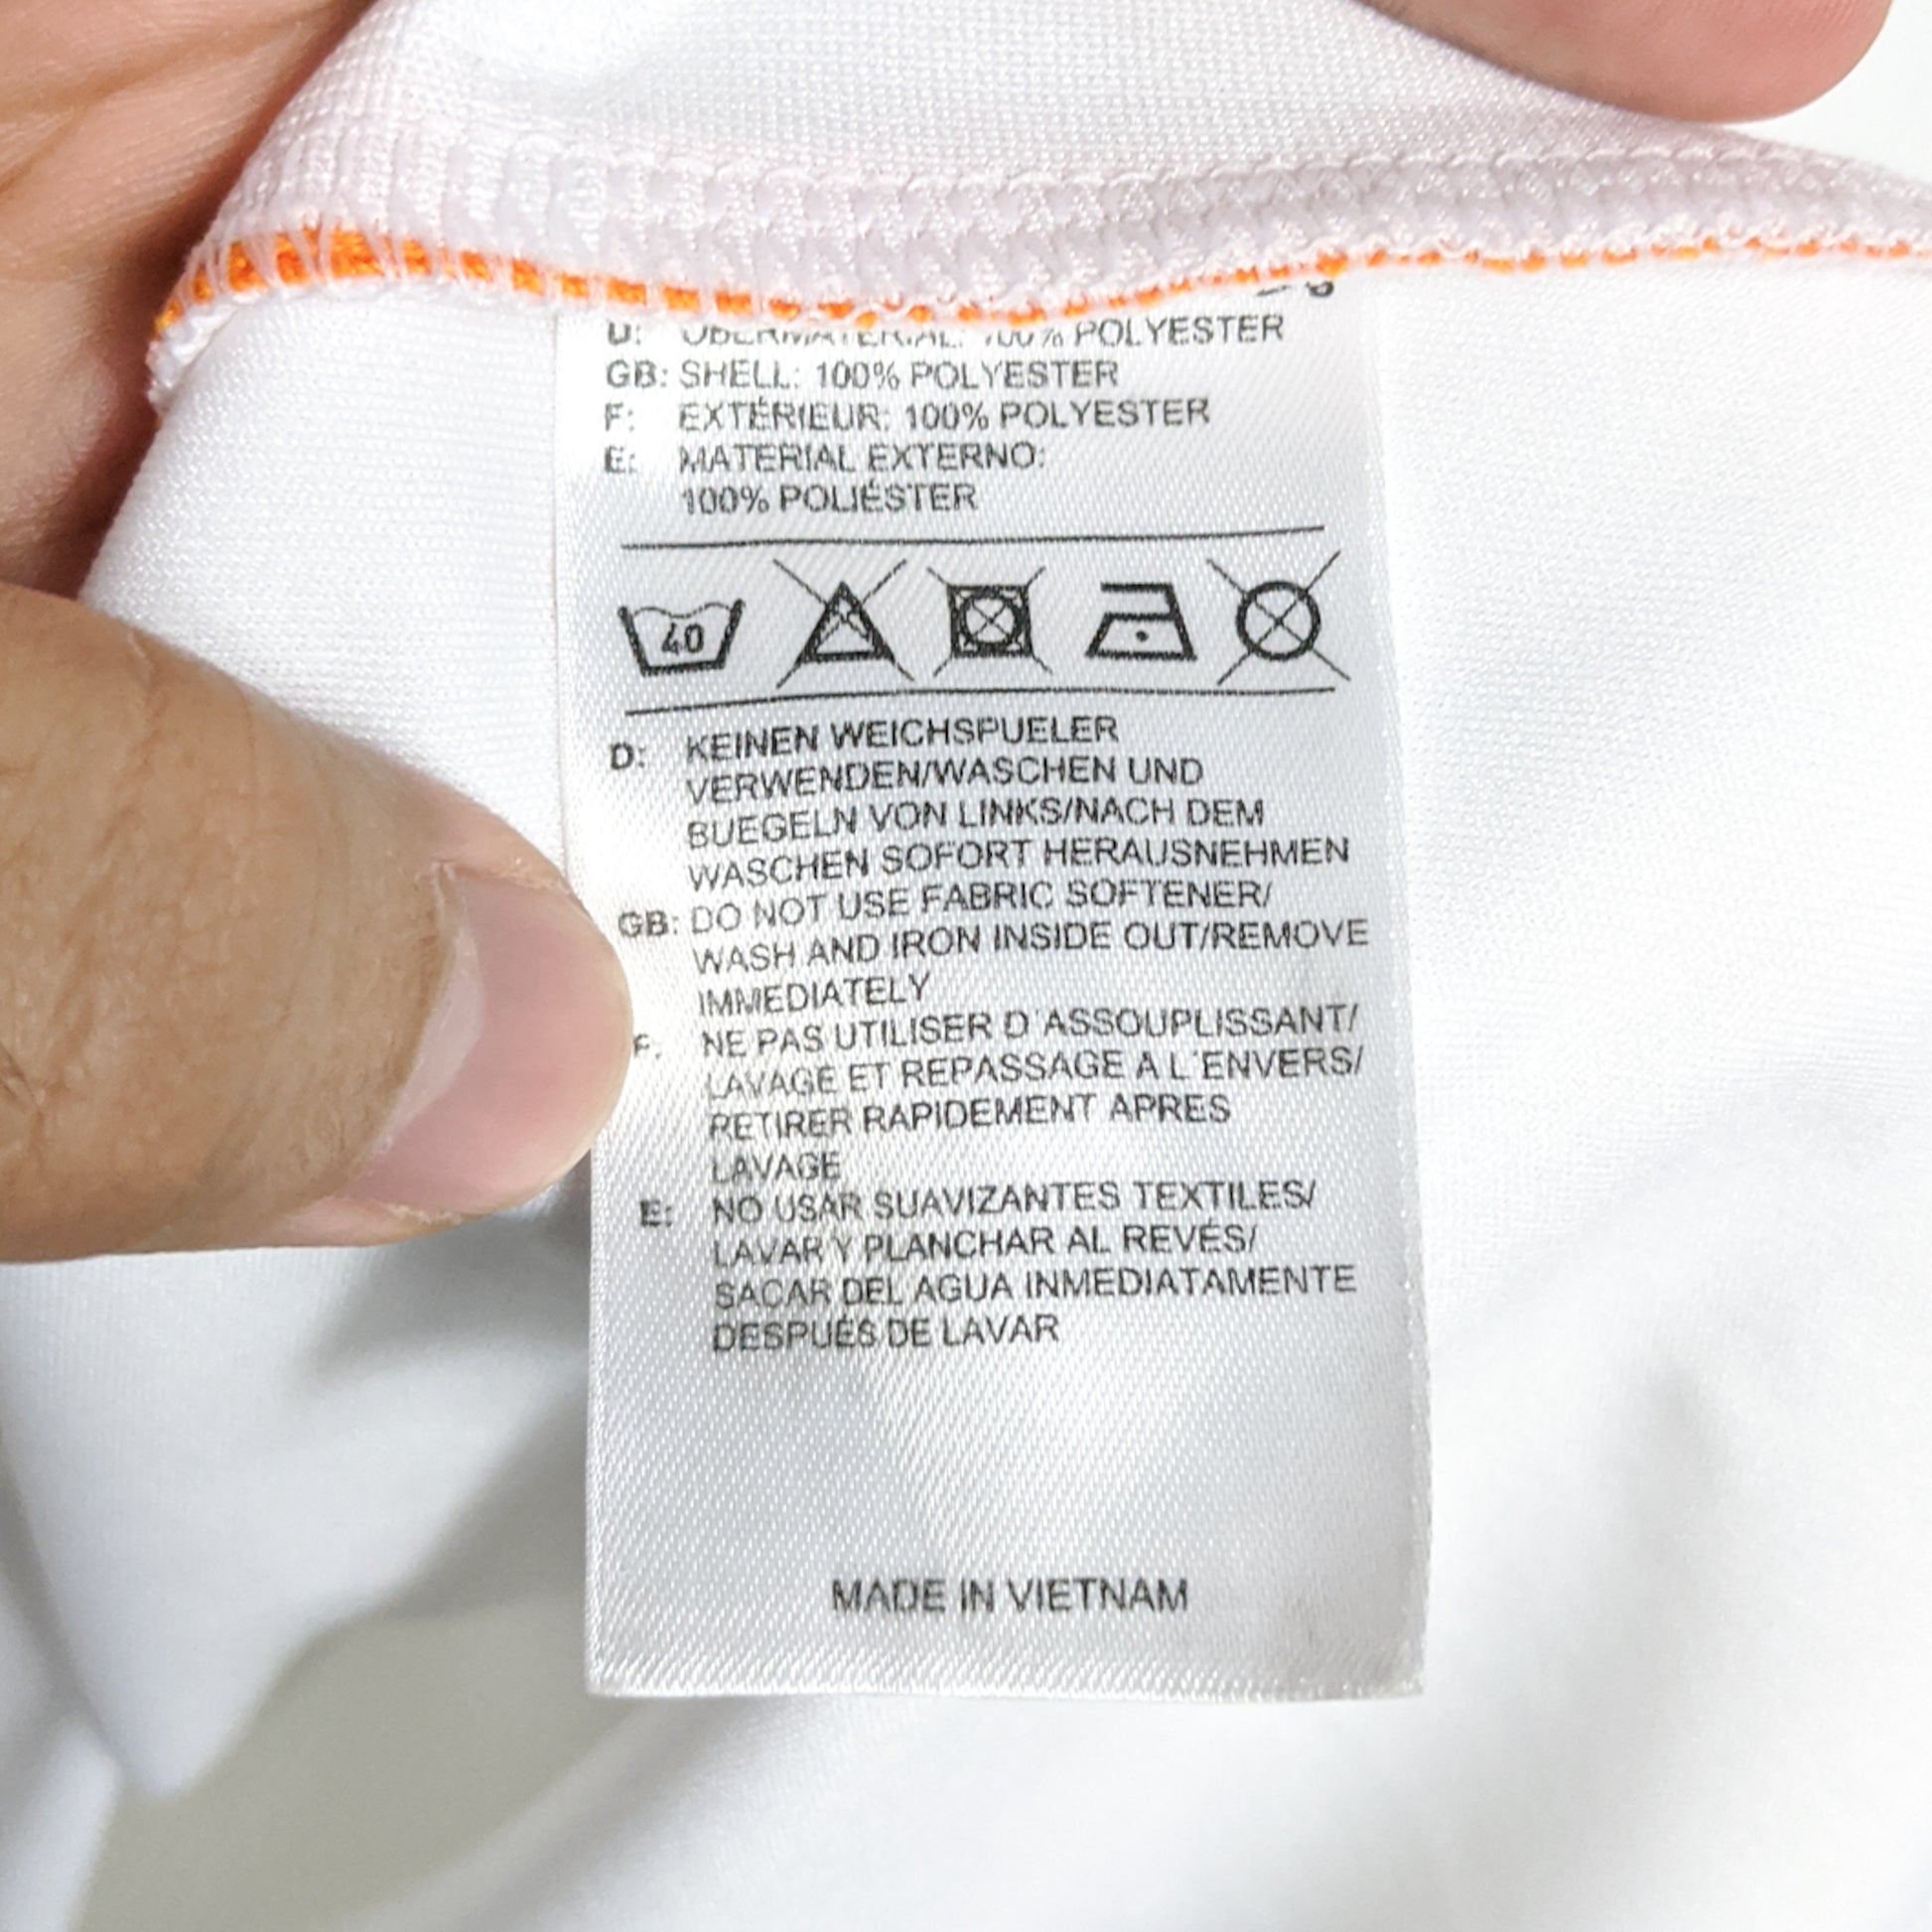 D: OBERMATERIAL: 100% POLYESTER
GB: SHELL: 100% POLYESTER
F: EXTÉRIEUR: 100% POLYESTER
E: MATERIAL EXTERNO:
100% POLIÉSTER
40
D: KEINEN WEICHSPUELER
VERWENDEN/WASCHEN UND
BUEGELN VON LINKS/NACH DEM
WASCHEN SOFORT HERAUSNEHMEN
GB: DO NOT USE FABRIC SOFTENER/
WASH AND IRON INSIDE OUT/REMOVE
IMMEDIATELY
F: NE PAS UTILISER D'ASSOUPLISSANT/
LAVAGE ET REPASSAGE A L'ENVERS/
RETIRER RAPIDEMENT APRES
LAVAGE
E: NO USAR SUAVIZANTES TEXTILES/
LAVAR Y PLANCHAR AL REVÉS/
SACAR DEL AGUA INMEDIATAMENTE
DESPUÉS DE LAVAR
MADE IN VIETNAM